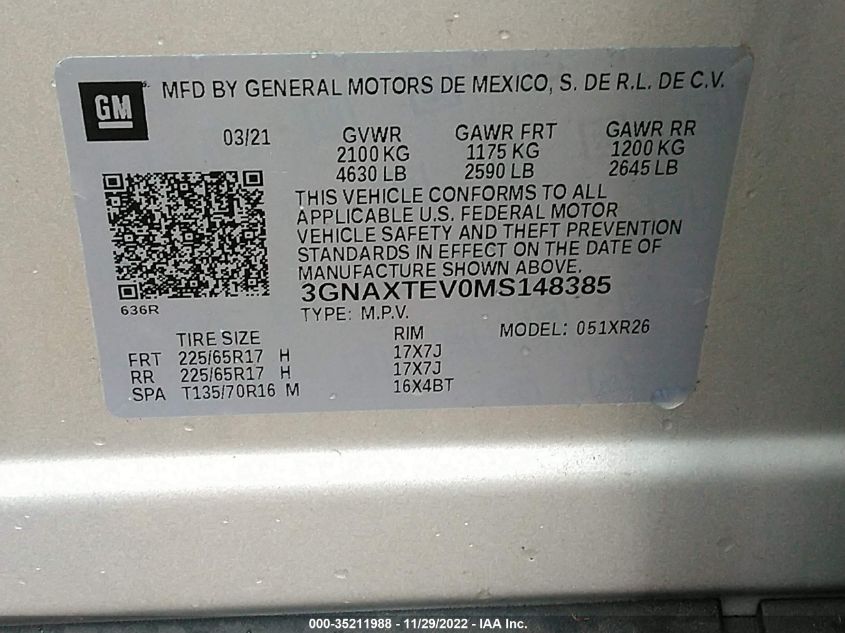 GM
MFD BY GENERAL MOTORS DE MEXICO, S. DE R.L. DE C.V.
03/21 GVWR GAWR FRT GAWR RR
2100 KG 1175 KG 1200 KG
4630 LB 2590 LB 2645 LB
THIS VEHICLE CONFORMS TO ALL
APPLICABLE U.S. FEDERAL MOTOR
VEHICLE SAFETY AND THEFT PREVENTION
STANDARDS IN EFFECT ON THE DATE OF
MANUFACTURE SHOWN ABOVE.
3GNAXTEV0MS148385
636R
TYPE: M.P.V.
MODEL: 051XR26
TIRE SIZE RIM
FRT 225/65R17 H 17X7J
RR 225/65R17 H 17X7J
SPA T135/70R16 M 16X4BT
000-35211988 - 11/29/2022 - IAA Inc.